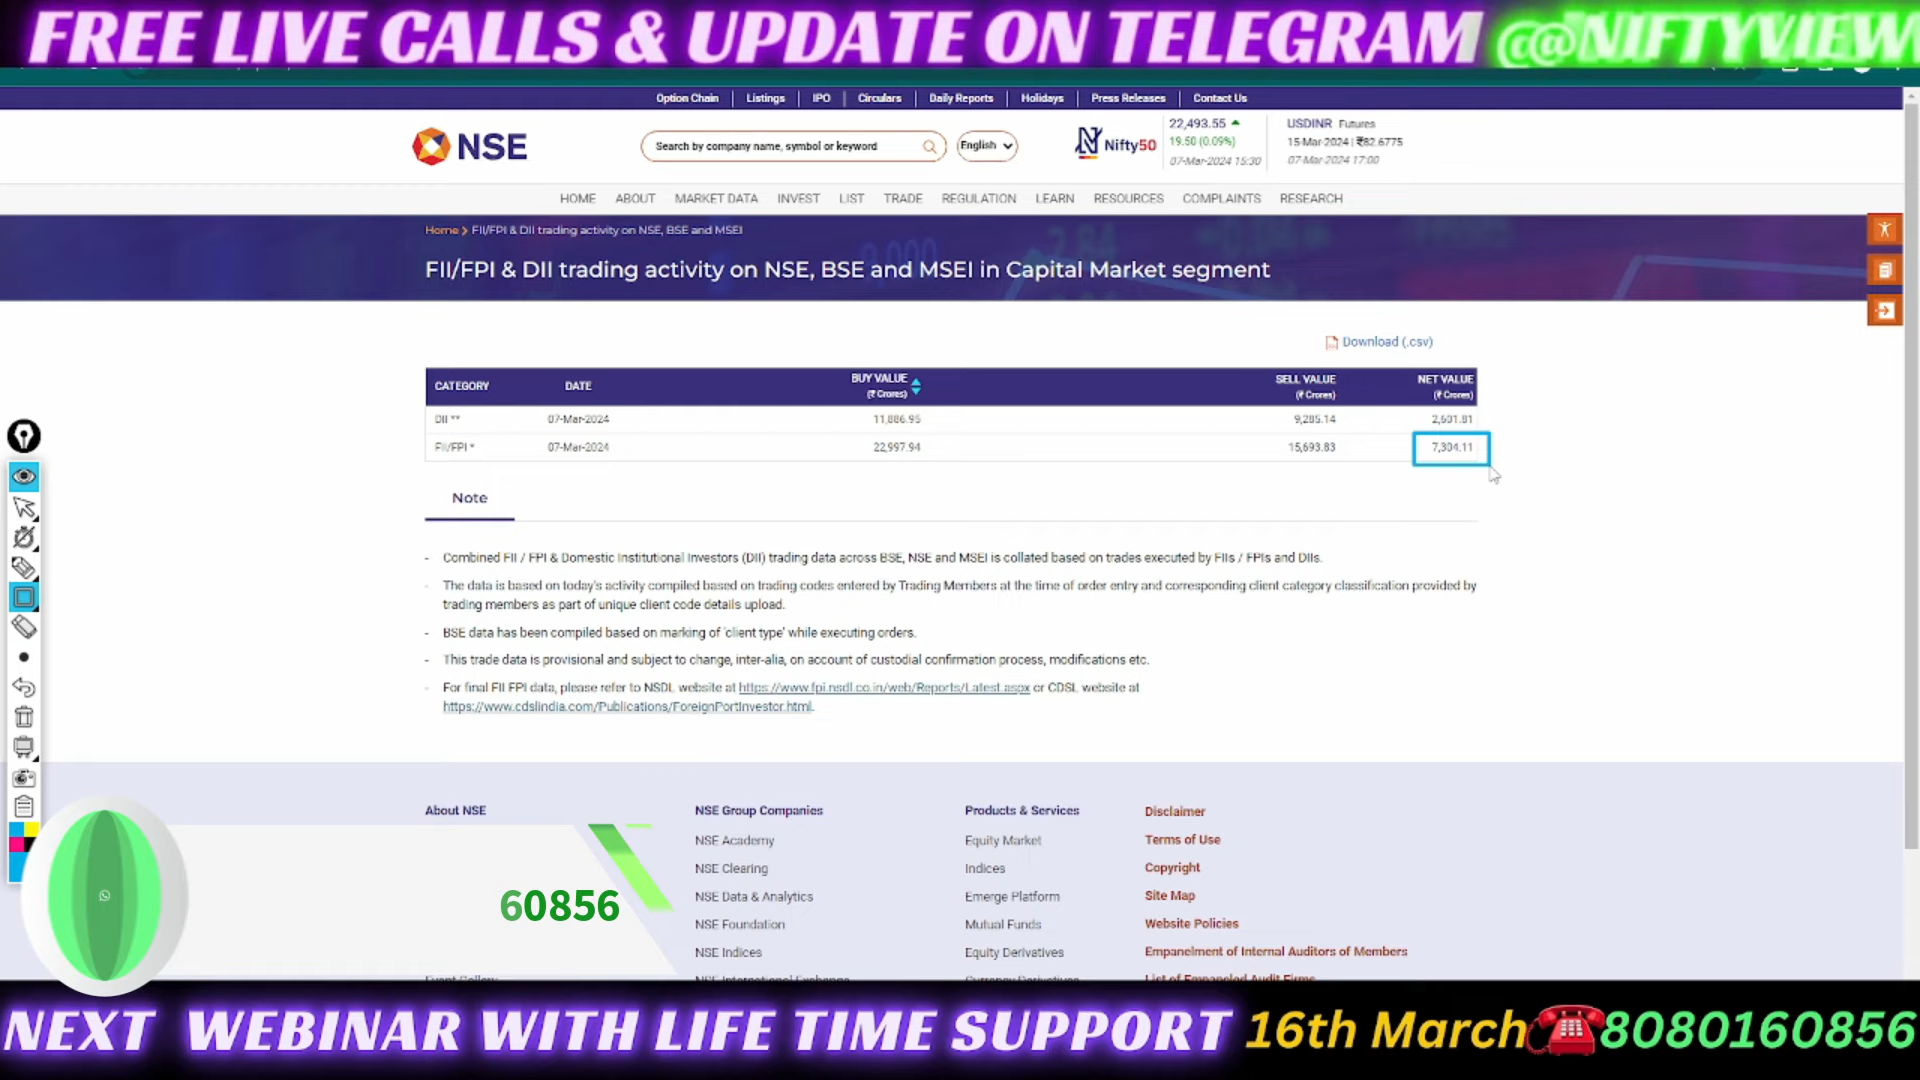 FREE LIVE CALLS & UPDATE ON TELEGRAM @@NIFTYVIEW
Option Chain Listings IPO Circulars Daily Reports Holidays Press Releases Contact Us
NSE
Search by company name, symbol or keyword
English
Nifty50
22,493.55
19.50 (0.09%)
07-Mar-2024 15:30
USDINR Futures
15-Mar-2024 | ₹82.6775
07-Mar-2024 17:00
HOME ABOUT MARKET DATA INVEST LIST TRADE REGULATION LEARN RESOURCES COMPLAINTS RESEARCH
Home > FII/FPI & DII trading activity on NSE, BSE and MSEI
FII/FPI & DII trading activity on NSE, BSE and MSEI in Capital Market segment
Download (.csv)
CATEGORY DATE BUY VALUE (₹ Crores) SELL VALUE (₹ Crores) NET VALUE (₹ Crores)
DII ** 07-Mar-2024 11,886.95 9,285.14 2,601.81
FII/FPI * 07-Mar-2024 22,997.94 15,693.83 7,304.11
Note
- Combined FII / FPI & Domestic Institutional Investors (DII) trading data across BSE, NSE and MSEI is collated based on trades executed by FIIs / FPIs and DIIs.
- The data is based on today's activity compiled based on trading codes entered by Trading Members at the time of order entry and corresponding client category classification provided by
trading members as part of unique client code details upload.
- BSE data has been compiled based on marking of 'client type' while executing orders.
- This trade data is provisional and subject to change, inter-alia, on account of custodial confirmation process, modifications etc.
- For final FII FPI data, please refer to NSDL website at https://www.fpi.nsdl.co.in/web/Reports/Latest.aspx or CDSL website at
https://www.cdslindia.com/Publications/ForeignPortInvestor.html.
About NSE
NSE Group Companies
NSE Academy
NSE Clearing
NSE Data & Analytics
NSE Foundation
NSE Indices
NSE International Exchange
Products & Services
Equity Market
Indices
Emerge Platform
Mutual Funds
Equity Derivatives
Currency Derivatives
Disclaimer
Terms of Use
Copyright
Site Map
Website Policies
Empanelment of Internal Auditors of Members
List of Empaneled Audit Firms
Event Gallery
60856
NEXT WEBINAR WITH LIFE TIME SUPPORT 16th March 8080160856